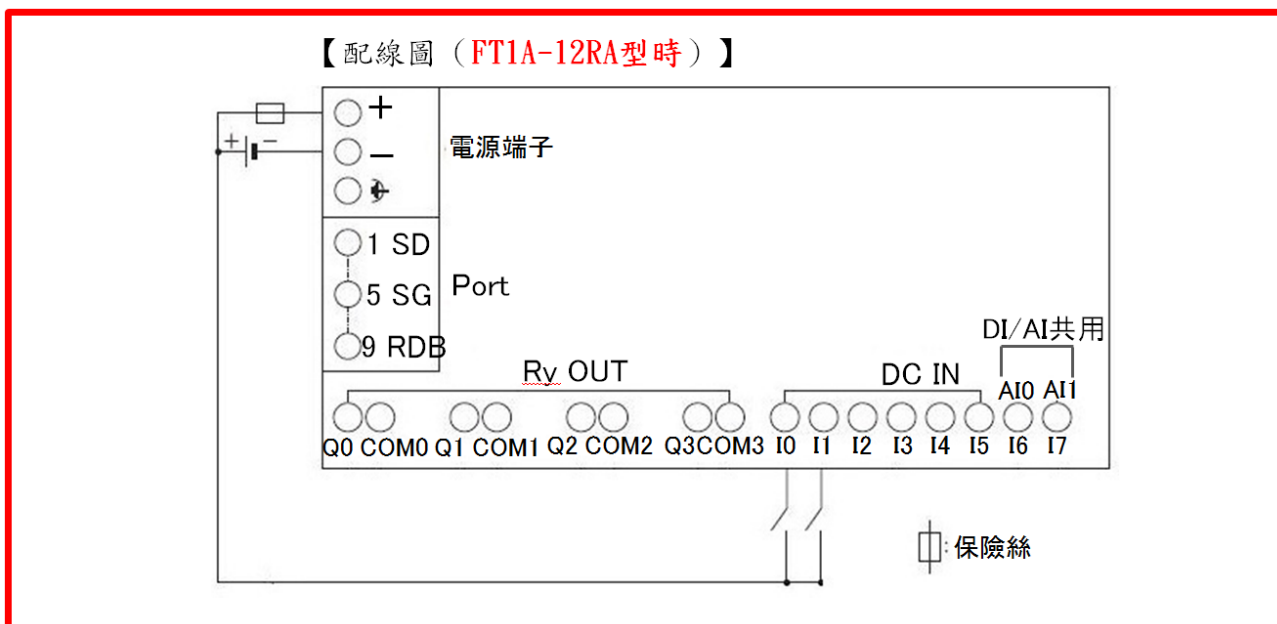 【配線圖（FT1A-12RA型時）】
+
+ −
−
電源端子
1 SD
5 SG
Port
9 RDB
DI/AI共用
Ry OUT
DC IN
AI0 AI1
Q0 COM0 Q1 COM1 Q2 COM2 Q3COM3 I0 I1 I2 I3 I4 I5 I6 I7
:保險絲